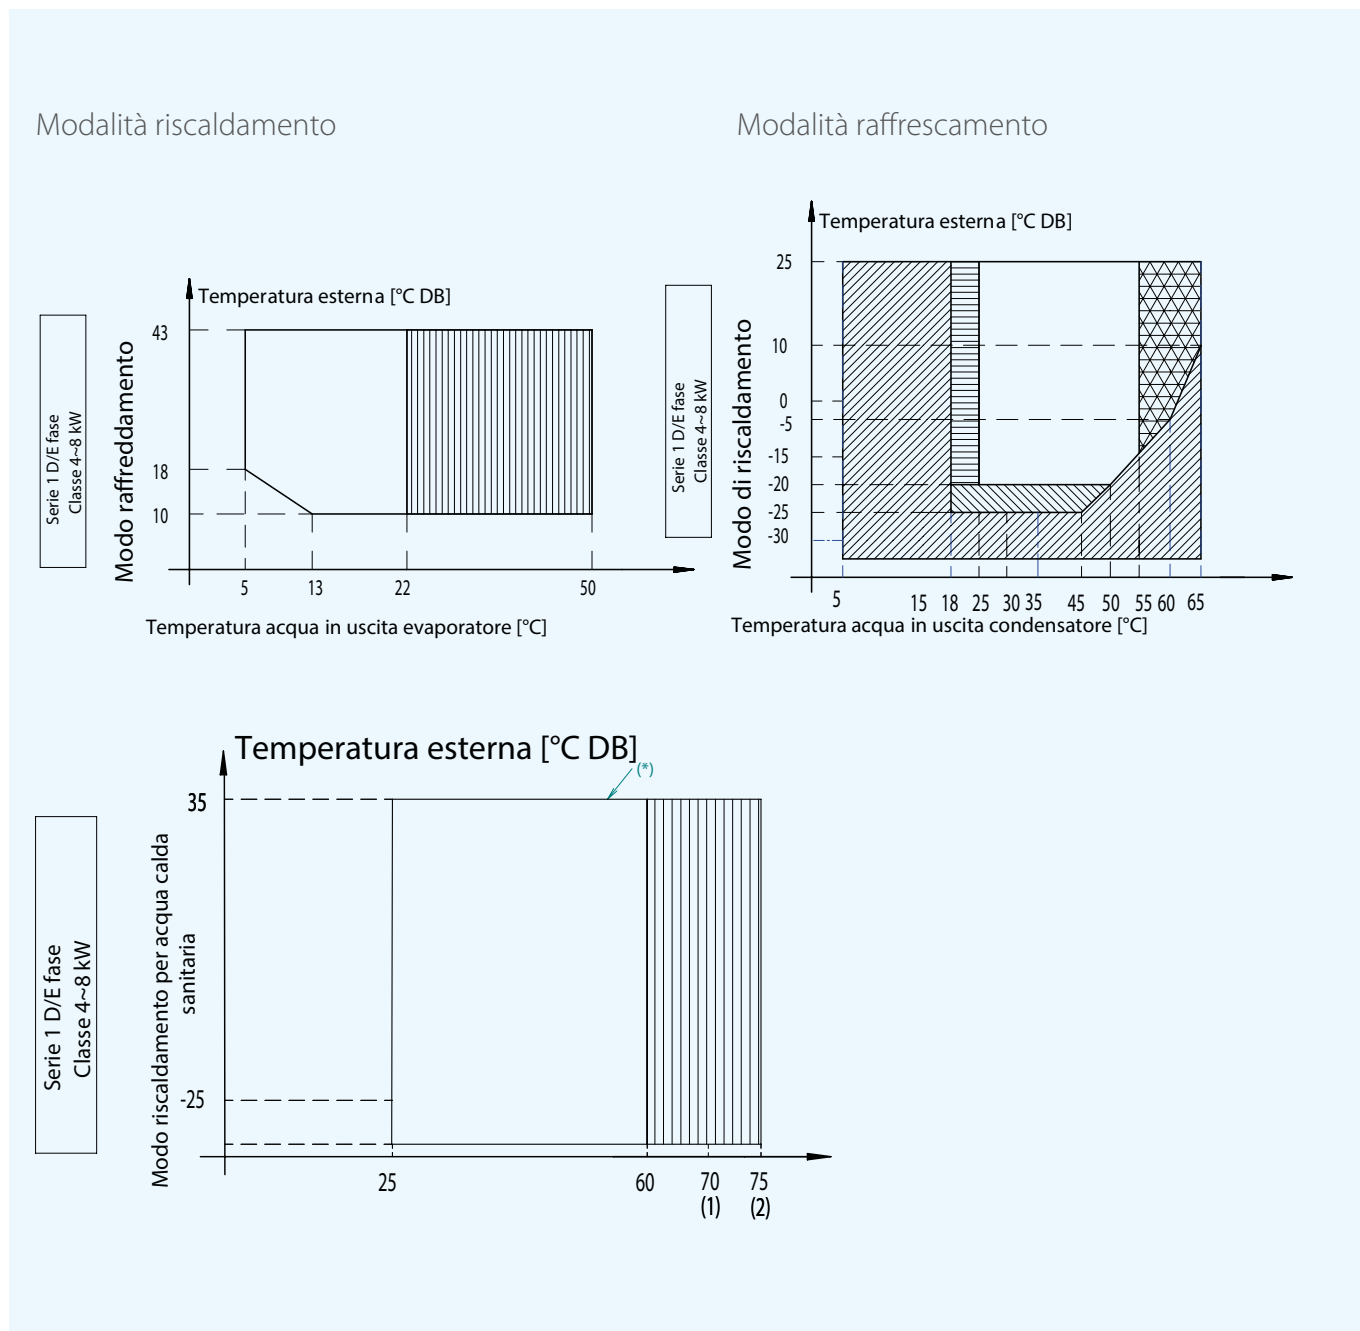 Modalità riscaldamento
Modalità raffrescamento
Serie 1 D/E fase
Classe 4~8 kW
Modo raffreddamento
Temperatura esterna [°C DB]
43
18
10
5 13 22 50
Temperatura acqua in uscita evaporatore [°C]
Serie 1 D/E fase
Classe 4~8 kW
Modo di riscaldamento
Temperatura esterna [°C DB]
25
10
0
-5
-15
-20
-25
-30
5 15 18 25 30 35 45 50 55 60 65
Temperatura acqua in uscita condensatore [°C]
Serie 1 D/E fase
Classe 4~8 kW
Modo riscaldamento per acqua calda
sanitaria
Temperatura esterna [°C DB]
(*)
35
-25
25 60 70 75
(1) (2)